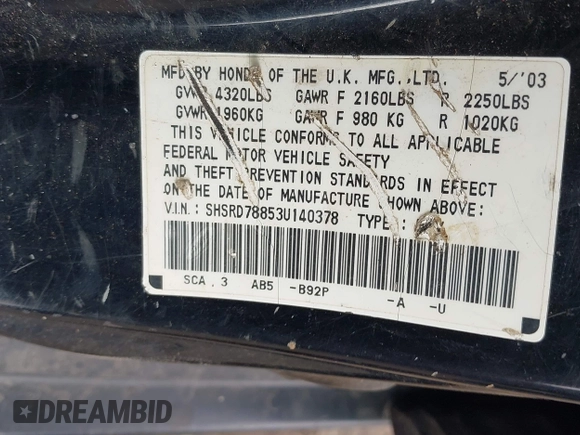 MFD BY HONDA OF THE U.K. MFG.,LTD. 5/'03
GVWR 4320LBS GAWR F 2160LBS R 2250LBS
GVWR 1960KG GAWR F 980 KG R 1020KG
THIS VEHICLE CONFORMS TO ALL APPLICABLE
FEDERAL MOTOR VEHICLE SAFETY
AND THEFT PREVENTION STANDARDS IN EFFECT
ON THE DATE OF MANUFACTURE SHOWN ABOVE:
V.I.N.: SHSRD78853U140378 TYPE:
SCA . 3 AB5 -B92P -A -U
DREAMBID